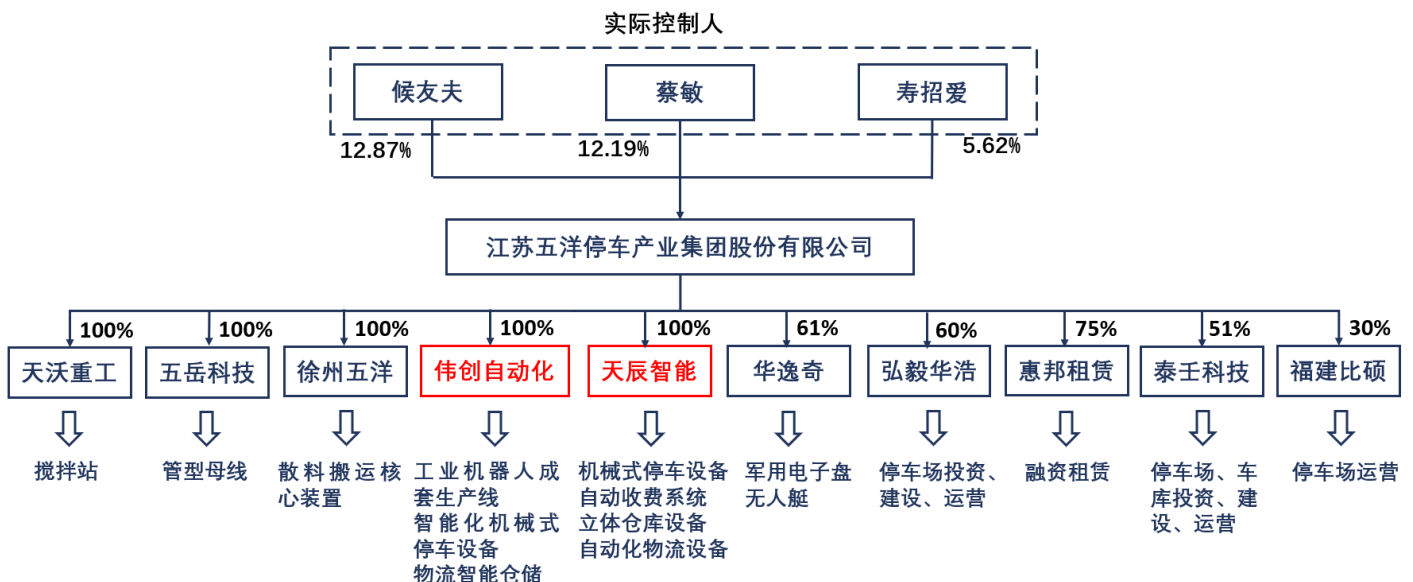 实际控制人
候友夫
蔡敏
寿招爱
12.87%
12.19%
5.62%
江苏五洋停车产业集团股份有限公司
100%
100%
100%
100%
100%
61%
60%
75%
51%
30%
天沃重工
五岳科技
徐州五洋
伟创自动化
天辰智能
华逸奇
弘毅华浩
惠邦租赁
泰壬科技
福建比硕
搅拌站
管型母线
散料搬运核
心装置
工业机器人成
套生产线
智能化机械式
停车设备
物流智能仓储
机械式停车设备
自动收费系统
立体仓库设备
自动化物流设备
军用电子盘
无人艇
停车场投资、
建设、运营
融资租赁
停车场、车
库投资、建
设、运营
停车场运营